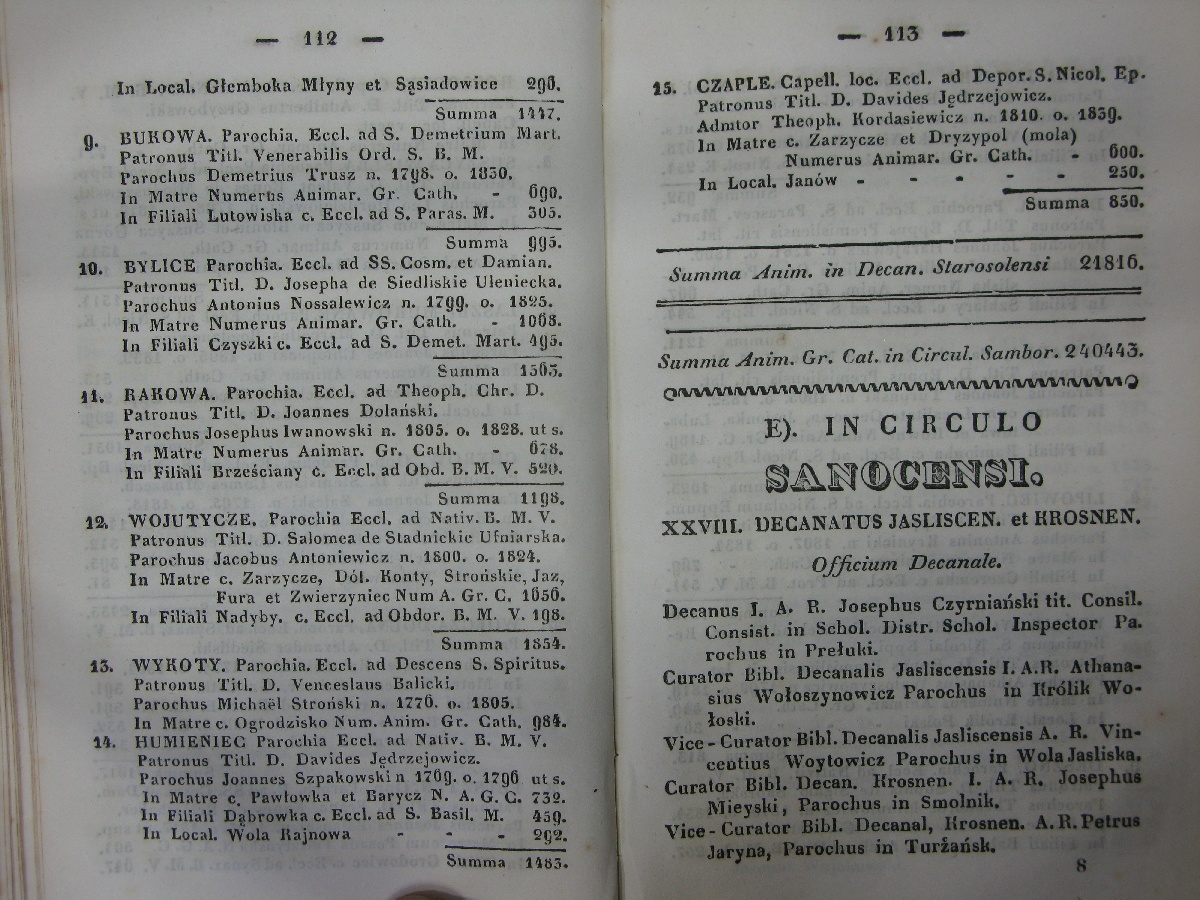 — 112 —
In Local. Głemboka Młyny et Sąsiadowice 296.
Summa 1447.
9. BUKOWA. Parochia. Eccl. ad S. Demetrium Mart.
Patronus Titl. Venerabilis Ord. S. B. M.
Parochus Demetrius Trusz n. 1798. o. 1830.
In Matre Numerus Animar. Gr. Cath. - 690.
In Filiali Lutowiska c. Eccl. ad S. Paras. M. 305.
Summa 995.
10. BYLICE Parochia. Eccl. ad SS. Cosm. et Damian.
Patronus Titl. D. Josepha de Siedliskie Uleniecka.
Parochus Antonius Nossalewicz n. 1799. o. 1825.
In Matre Numerus Animar. Gr. Cath. - 1068.
In Filiali Czyszki c. Eccl. ad S. Demet. Mart. 495.
Summa 1563.
11. RAKOWA. Parochia. Eccl. ad Theoph. Chr. D.
Patronus Titl. D. Joannes Dolański.
Parochus Josephus Iwanowski n. 1805. o. 1828. ut s.
In Matre Numerus Animar. Gr. Cath. - 678.
In Filiali Brześciany c. Eccl. ad Obd. B. M. V. 520.
Summa 1198.
12. WOJUTYCZE. Parochia Eccl. ad Nativ. B. M. V.
Patronus Titl. D. Salomea de Stadnickie Ufniarska.
Parochus Jacobus Antoniewicz n. 1800. o. 1824.
In Matre c. Zarzycze, Dól. Konty, Strońskie, Jaz,
Fura et Zwierzyniec Num A. Gr. C. 1656.
In Filiali Nadyby. c. Eccl. ad Obdor. B. M. V. 198.
Summa 1854.
13. WYKOTY. Parochia. Eccl. ad Descens S. Spiritus.
Patronus Titl. D. Venceslaus Balicki.
Parochus Michaël Stroński n. 1776. o. 1805.
In Matre c. Ogrodzisko Num. Anim. Gr. Cath. 984.
14. HUMIENIEC Parochia Eccl. ad Nativ. B. M. V.
Patronus Titl. D. Davides Jędrzejowicz.
Parochus Joannes Szpakowski n 1769. o. 1796 ut s.
In Matre c. Pawłowka et Barycz N. A. G. C. 732.
In Filiali Dąbrowka c. Eccl. ad S. Basil. M. 459.
In Local. Wola Rajnowa - - - 292.
Summa 1483.
— 113 —
15. CZAPLE. Capell. loc. Eccl. ad Depor. S. Nicol. Ep.
Patronus Titl. D. Davides Jędrzejowicz.
Admtor Theoph. Kordasiewicz n. 1810. o. 1839.
In Matre c. Zarzycze et Dryzypol (mola)
Numerus Animar. Gr. Cath. - 600.
In Local. Janów - - - - - 250.
Summa 850.
Summa Anim. in Decan. Starosolensi 21816.
Summa Anim. Gr. Cat. in Circul. Sambor. 240443.
E). IN CIRCULO
SANOCENSI.
XXVIII. DECANATUS JASLISCEN. et KROSNEN.
Officium Decanale.
Decanus I. A. R. Josephus Czyrniański tit. Consil.
Consist. in Schol. Distr. Schol. Inspector Pa.
rochus in Prełuki.
Curator Bibl. Decanalis Jasliscensis I. A. R. Athana-
sius Wołoszynowicz Parochus in Królik Wo-
łoski.
Vice - Curator Bibl. Decanalis Jasliscensis A. R. Vin-
centius Woytowicz Parochus in Wola Jasliska.
Curator Bibl. Decan. Krosnen. I. A. R. Josephus
Mieyski, Parochus in Smolnik.
Vice - Curator Bibl. Decanal, Krosnen. A. R. Petrus
Jaryna, Parochus in Turżańsk.
8